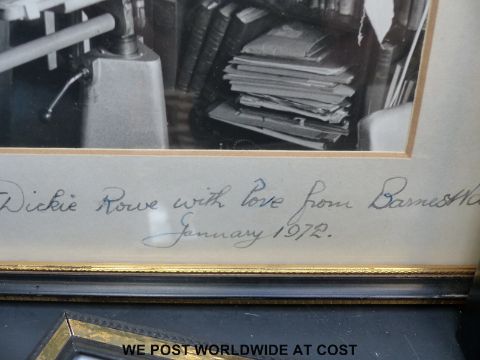 Dickie Rowe with love from Barnes
January 1972.
WE POST WORLDWIDE AT COST